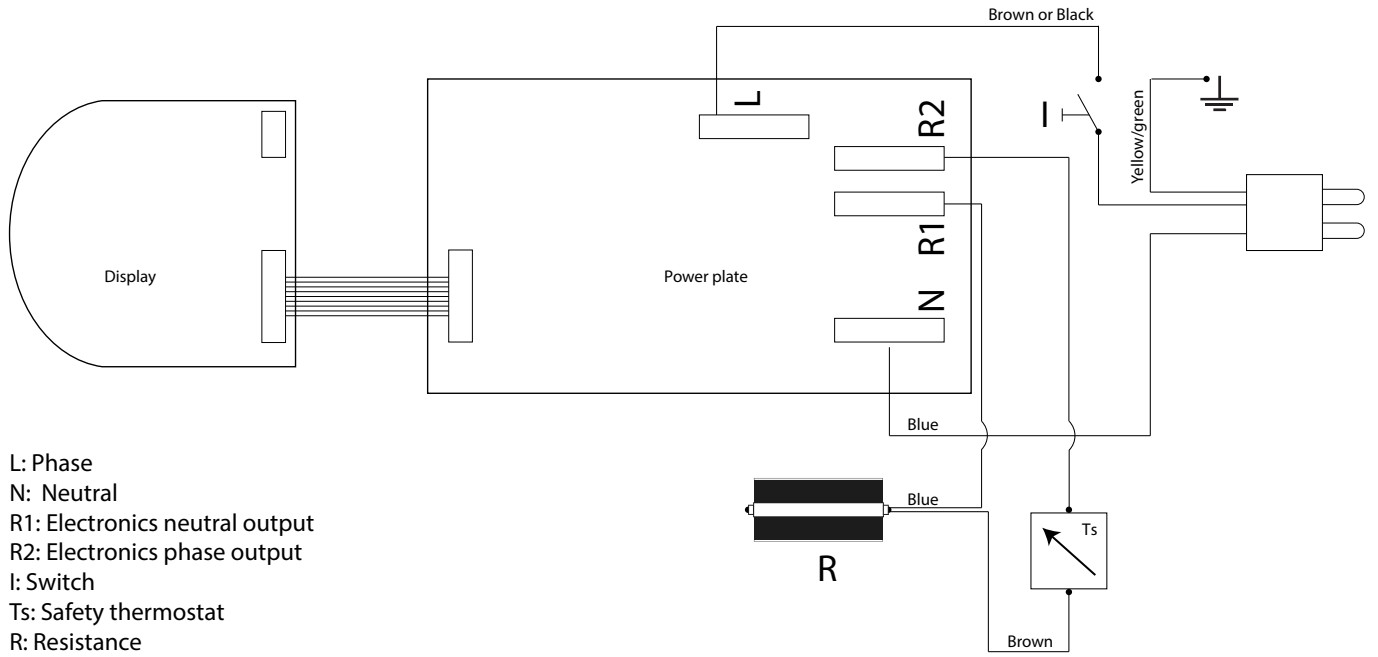 Brown or Black
L
R2
I
Yellow/green
R1
Display
Power plate
N
Blue
L: Phase
N: Neutral
R1: Electronics neutral output
R2: Electronics phase output
I: Switch
Ts: Safety thermostat
R: Resistance
Blue
Ts
R
Brown